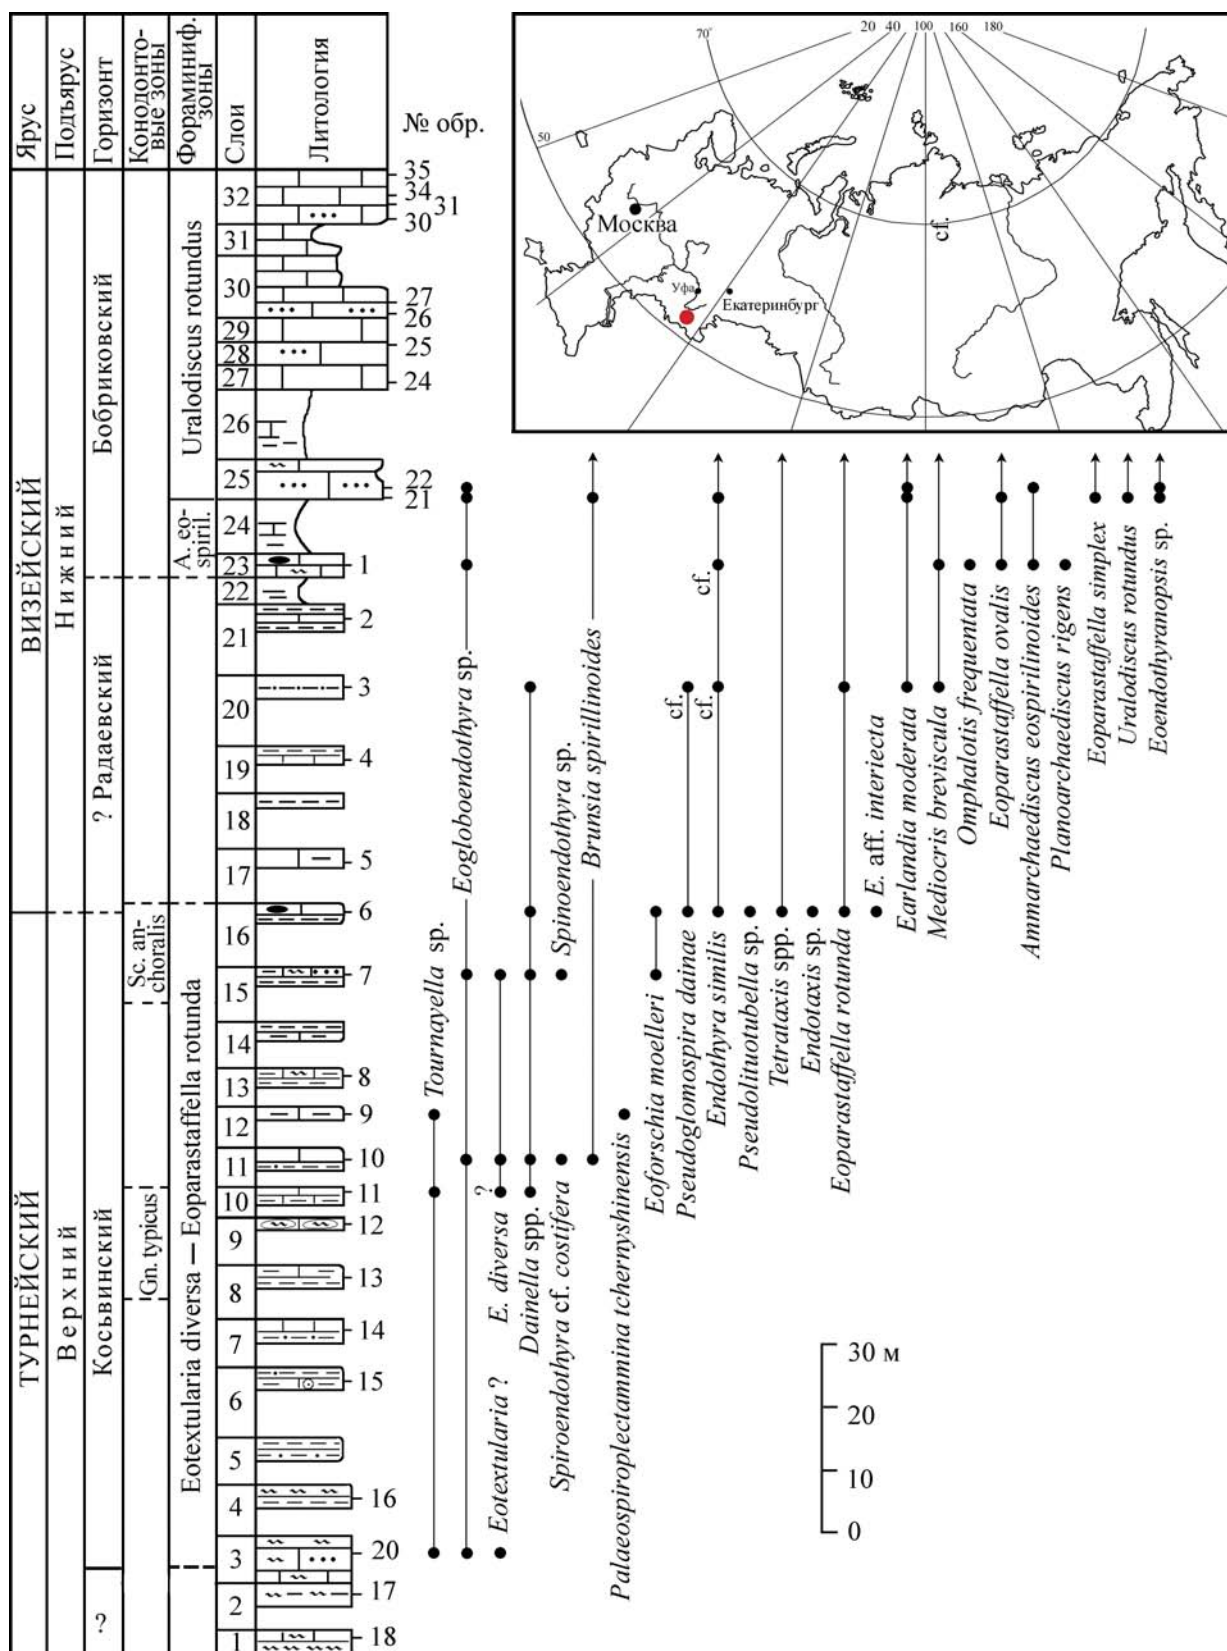 Ярус
Подъярус
Горизонт
Конодонто-
вые зоны
Фораминиф.
зоны
Слои
Литология
№ обр.
ВИЗЕЙСКИЙ
ТУРНЕЙСКИЙ
Нижний
Верхний
Бобриковский
? Радаевский
Косьвинский
?
Sc. an-
choralis
Gn. typicus
Uralodiscus rotundus
A. eo-
spiril.
Eotextularia diversa — Eoparastaffella rotunda
32
31
30
29
28
27
26
25
24
23
22
21
20
19
18
17
16
15
14
13
12
11
10
9
8
7
6
5
4
3
2
1
35
34
31
30
27
26
25
24
22
21
1
2
3
4
5
6
7
8
9
10
11
12
13
14
15
16
20
17
18
70°
20
40
100
160
180
50
Москва
Уфа
Екатеринбург
cf.
Tournayella sp.
Eogloboendothyra sp.
Eotextularia ?
?
E. diversa
Dainella spp.
Spinoendothyra sp.
Spiroendothyra cf. costifera
Brunsia spirillinoides
Palaeospiroplectammina tchernyshinensis
Eoforschia moelleri
cf.
Pseudoglomospira dainae
cf.
cf.
Endothyra similis
Pseudolituotubella sp.
Tetrataxis spp.
Endotaxis sp.
Eoparastaffella rotunda
E. aff. interiecta
Earlandia moderata
Mediocris breviscula
Omphalotis frequentata
Eoparastaffella ovalis
Ammarchaediscus eospirilinoides
Planoarchaediscus rigens
Eoparastaffella simplex
Uralodiscus rotundus
Eoendothyranopsis sp.
30 м
20
10
0